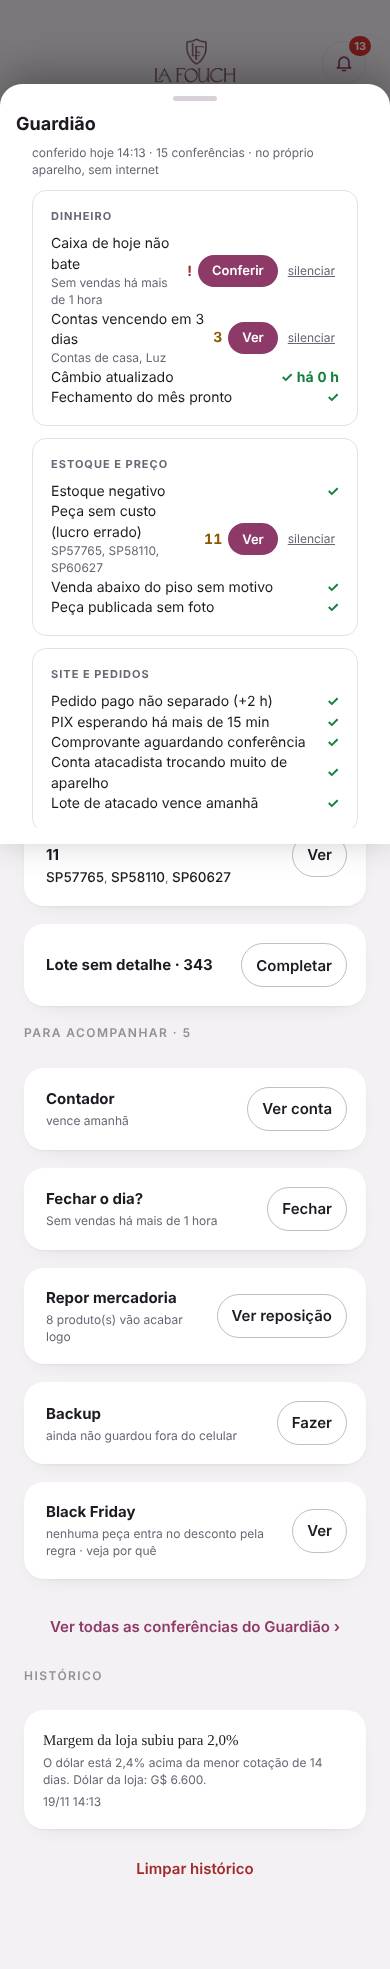 LF
LA FOUCH
13
Guardião
conferido hoje 14:13 · 15 conferências · no próprio
aparelho, sem internet
DINHEIRO
Caixa de hoje não
bate
Sem vendas há mais
de 1 hora
! Conferir silenciar
Contas vencendo em 3
dias
Contas de casa, Luz
3 Ver silenciar
Câmbio atualizado ✓ há 0 h
Fechamento do mês pronto ✓
ESTOQUE E PREÇO
Estoque negativo ✓
Peça sem custo
(lucro errado)
SP57765, SP58110,
SP60627
11 Ver silenciar
Venda abaixo do piso sem motivo ✓
Peça publicada sem foto ✓
SITE E PEDIDOS
Pedido pago não separado (+2 h) ✓
PIX esperando há mais de 15 min ✓
Comprovante aguardando conferência ✓
Conta atacadista trocando muito de
aparelho ✓
Lote de atacado vence amanhã ✓
11
SP57765, SP58110, SP60627
Ver
Lote sem detalhe · 343
Completar
PARA ACOMPANHAR · 5
Contador
vence amanhã
Ver conta
Fechar o dia?
Sem vendas há mais de 1 hora
Fechar
Repor mercadoria
8 produto(s) vão acabar
logo
Ver reposição
Backup
ainda não guardou fora do celular
Fazer
Black Friday
nenhuma peça entra no desconto pela
regra · veja por quê
Ver
Ver todas as conferências do Guardião ›
HISTÓRICO
Margem da loja subiu para 2,0%
O dólar está 2,4% acima da menor cotação de 14
dias. Dólar da loja: G$ 6.600.
19/11 14:13
Limpar histórico